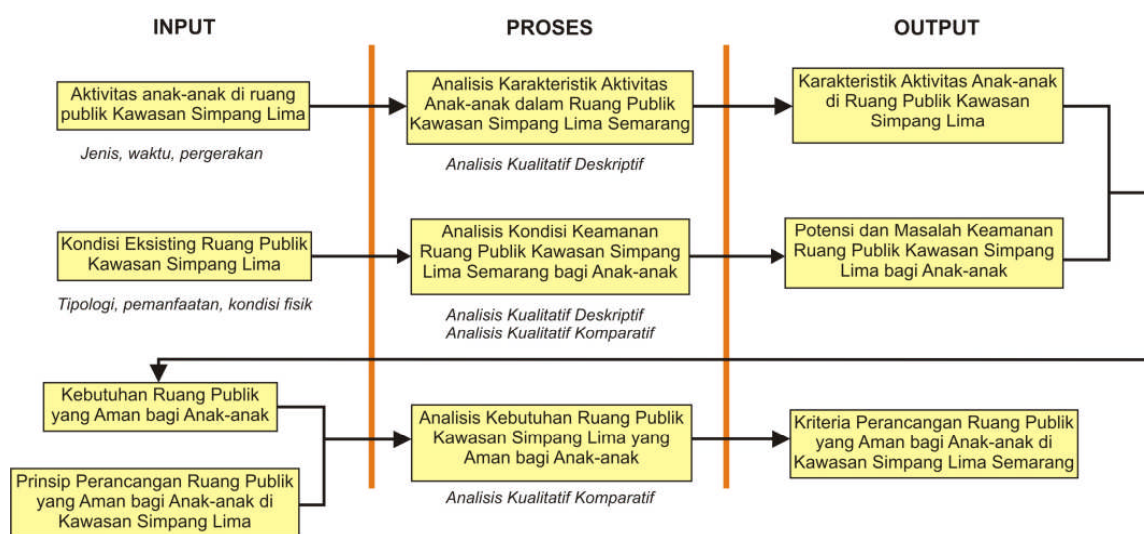 INPUT
PROSES
OUTPUT
Aktivitas anak-anak di ruang
publik Kawasan Simpang Lima
Jenis, waktu, pergerakan
Analisis Karakteristik Aktivitas
Anak-anak dalam Ruang Publik
Kawasan Simpang Lima Semarang
Analisis Kualitatif Deskriptif
Karakteristik Aktivitas Anak-anak
di Ruang Publik Kawasan
Simpang Lima
Kondisi Eksisting Ruang Publik
Kawasan Simpang Lima
Tipologi, pemanfaatan, kondisi fisik
Analisis Kondisi Keamanan
Ruang Publik Kawasan Simpang
Lima Semarang bagi Anak-anak
Analisis Kualitatif Deskriptif
Analisis Kualitatif Komparatif
Potensi dan Masalah Keamanan
Ruang Publik Kawasan Simpang
Lima bagi Anak-anak
Kebutuhan Ruang Publik
yang Aman bagi Anak-anak
Prinsip Perancangan Ruang Publik
yang Aman bagi Anak-anak di
Kawasan Simpang Lima
Analisis Kebutuhan Ruang Publik
Kawasan Simpang Lima yang
Aman bagi Anak-anak
Analisis Kualitatif Komparatif
Kriteria Perancangan Ruang Publik
yang Aman bagi Anak-anak di
Kawasan Simpang Lima Semarang